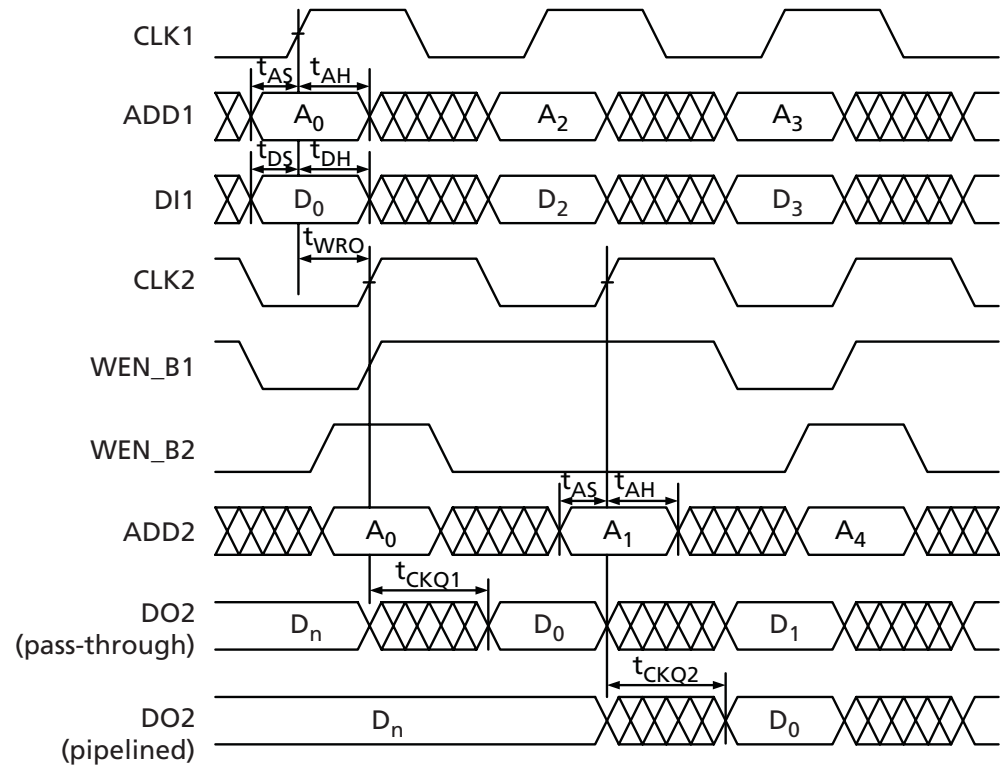 CLK1
tAS tAH
ADD1 A0 A2 A3
tDS tDH
DI1 D0 D2 D3
tWRO
CLK2
WEN_B1
WEN_B2
tAS tAH
ADD2 A0 A1 A4
tCKQ1
DO2 Dn D0 D1
(pass-through)
tCKQ2
DO2 Dn D0
(pipelined)